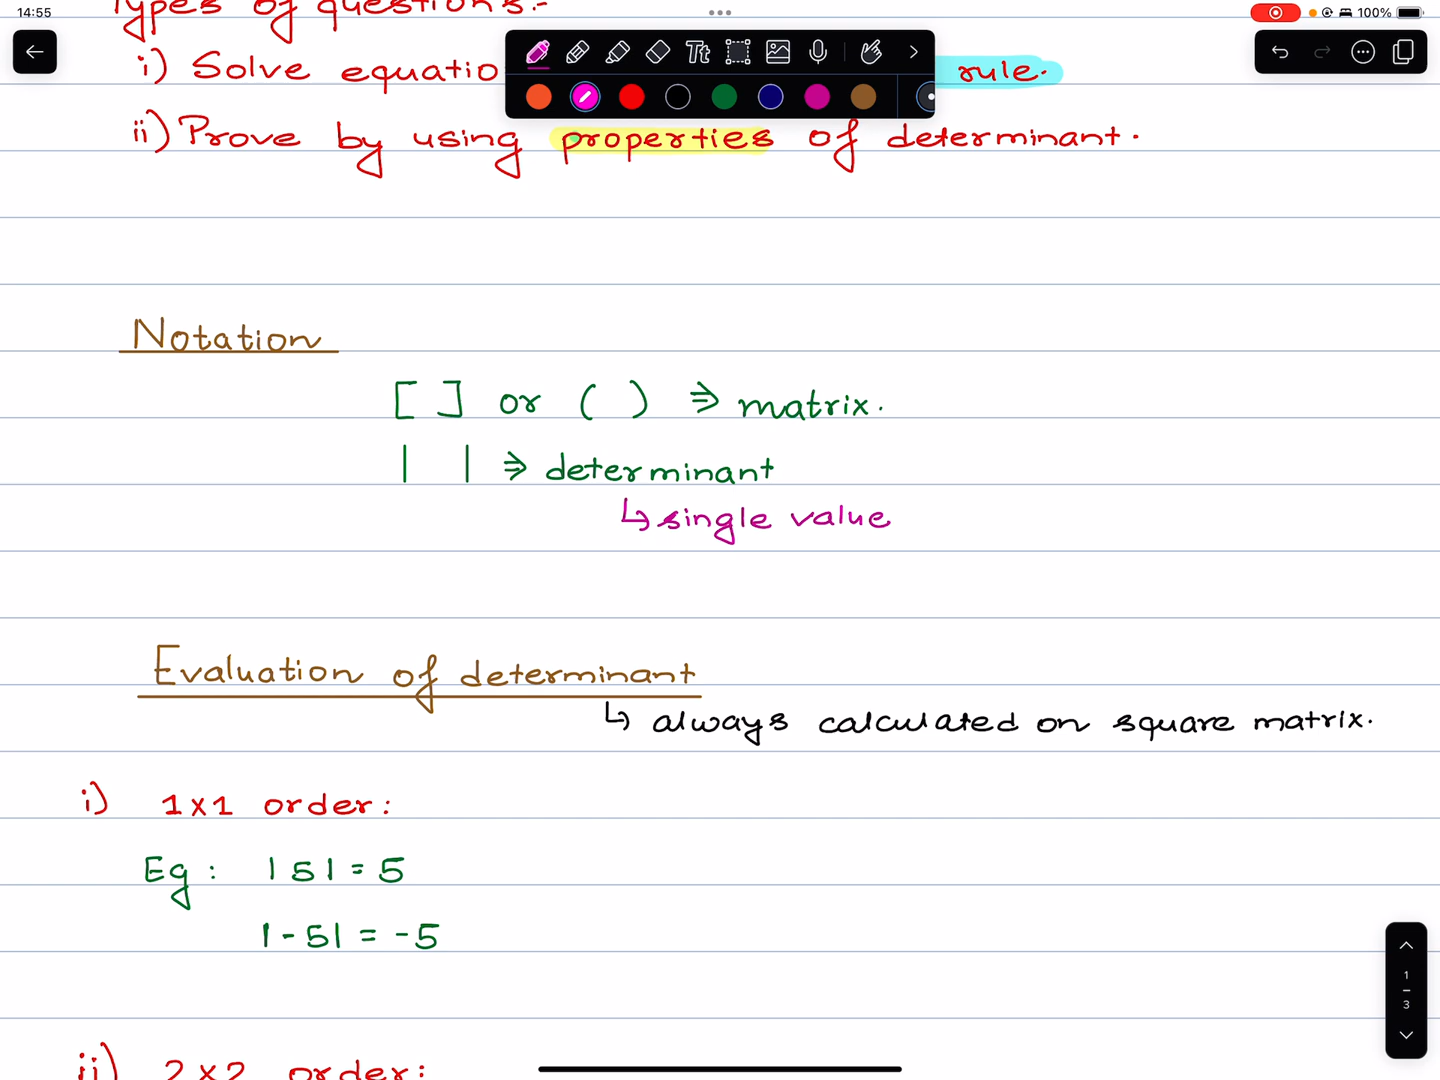 14:55
100%
Types of questions:-
i) Solve equatio rule.
Tt
ii) Prove by using properties of determinant.
Notation
[ ] or ( ) ⇒ matrix.
| | ⇒ determinant
↳ single value
Evaluation of determinant
↳ always calculated on square matrix.
i) 1x1 order:
Eg: |5| = 5
|-5| = -5
1
3
ii) 2x2 order: